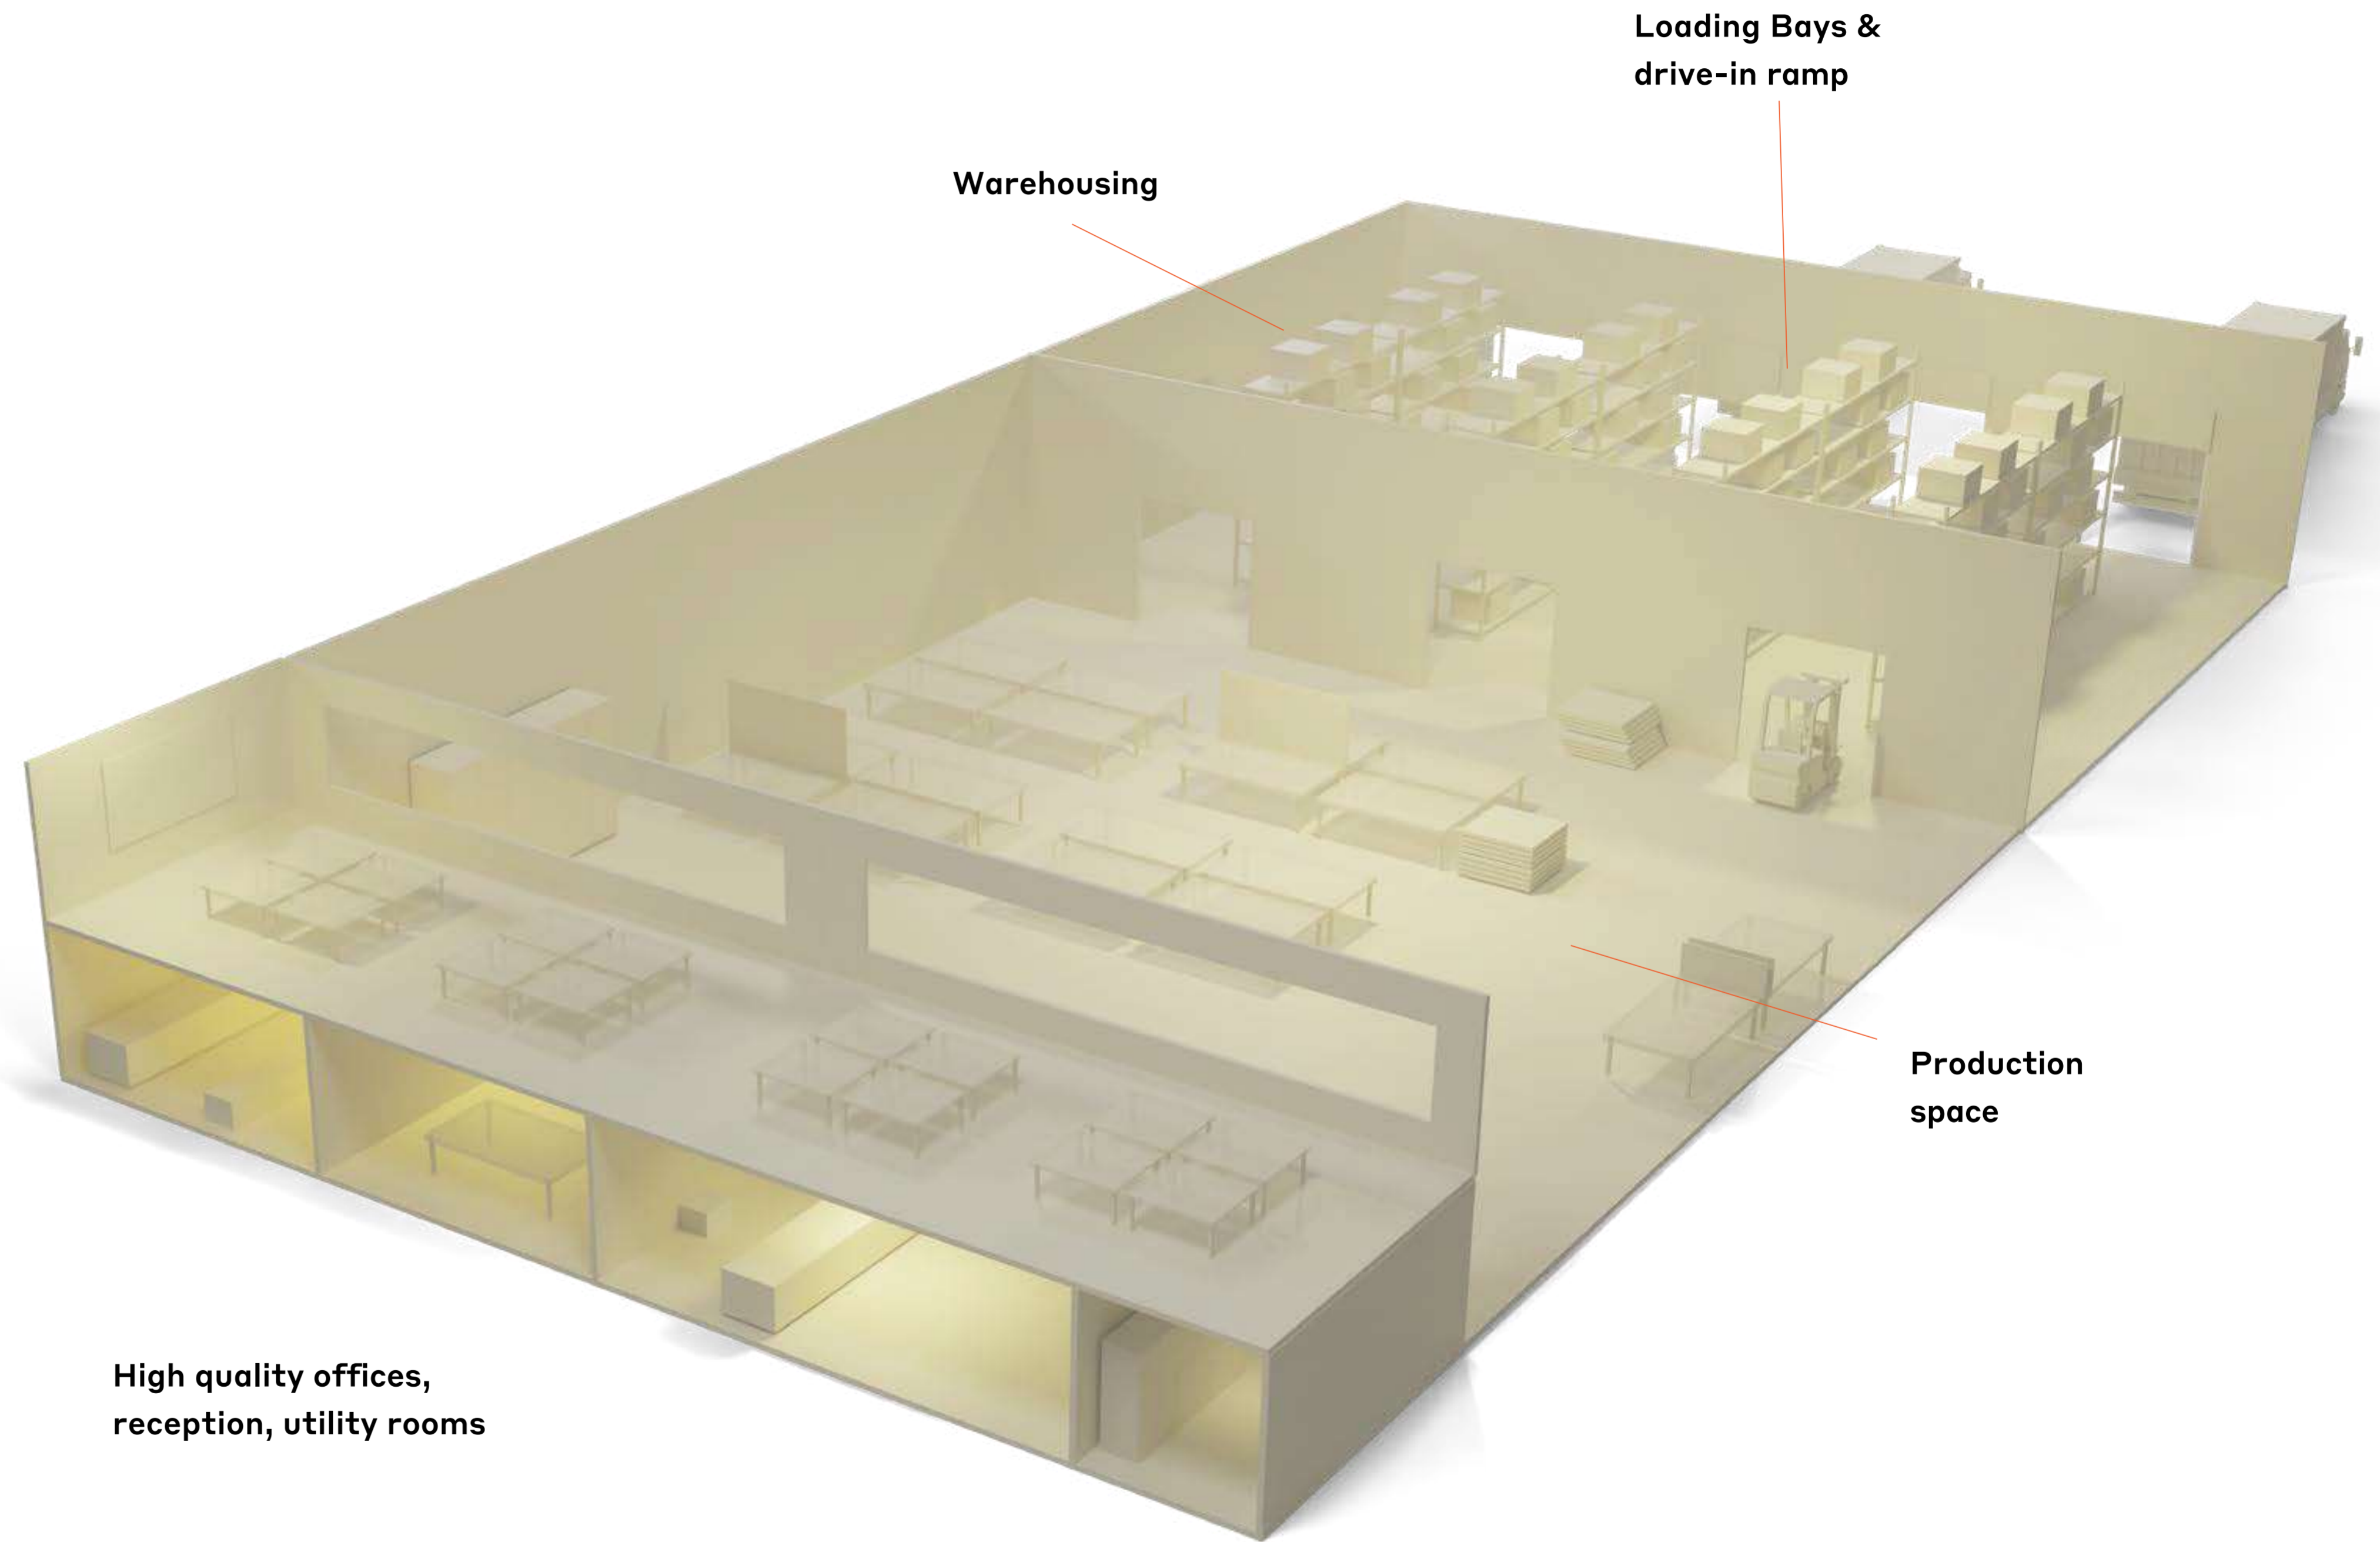 Loading Bays &
drive-in ramp
Warehousing
Production
space
High quality offices,
reception, utility rooms